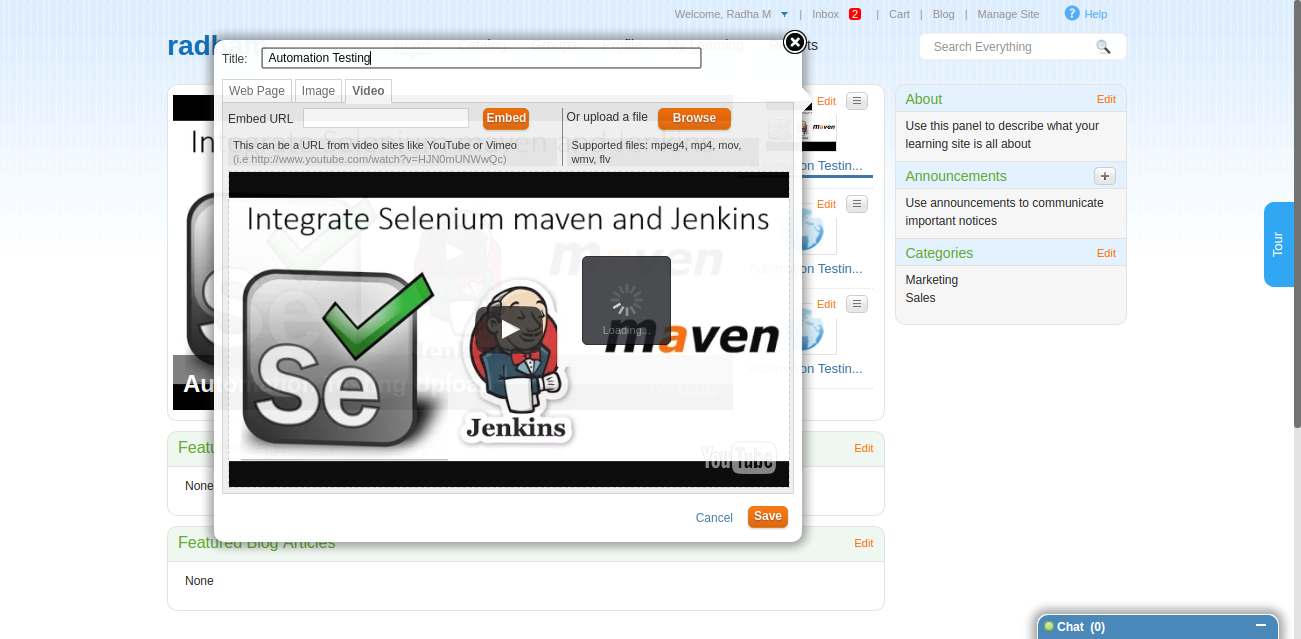 Welcome, Radha M | Inbox 2 | Cart | Blog | Manage Site ? Help
Search Everything
Title: Automation Testing
Web Page Image Video
Embed URL Embed Or upload a file Browse
This can be a URL from video sites like YouTube or Vimeo
(i.e http://www.youtube.com/watch?v=HJN0mUNWwQc)
Supported files: mpeg4, mp4, mov,
wmv, flv
Integrate Selenium maven and Jenkins
Se
Jenkins
maven
Loading...
YouTube
Cancel Save
Edit
maven
Automation Testin...
Edit
Automation Testin...
Edit
Automation Testin...
Automation Testing Upload
Edit
None
Featured Blog Articles Edit
None
About Edit
Use this panel to describe what your
learning site is all about
Announcements +
Use announcements to communicate
important notices
Categories Edit
Marketing
Sales
Tour
Chat (0)